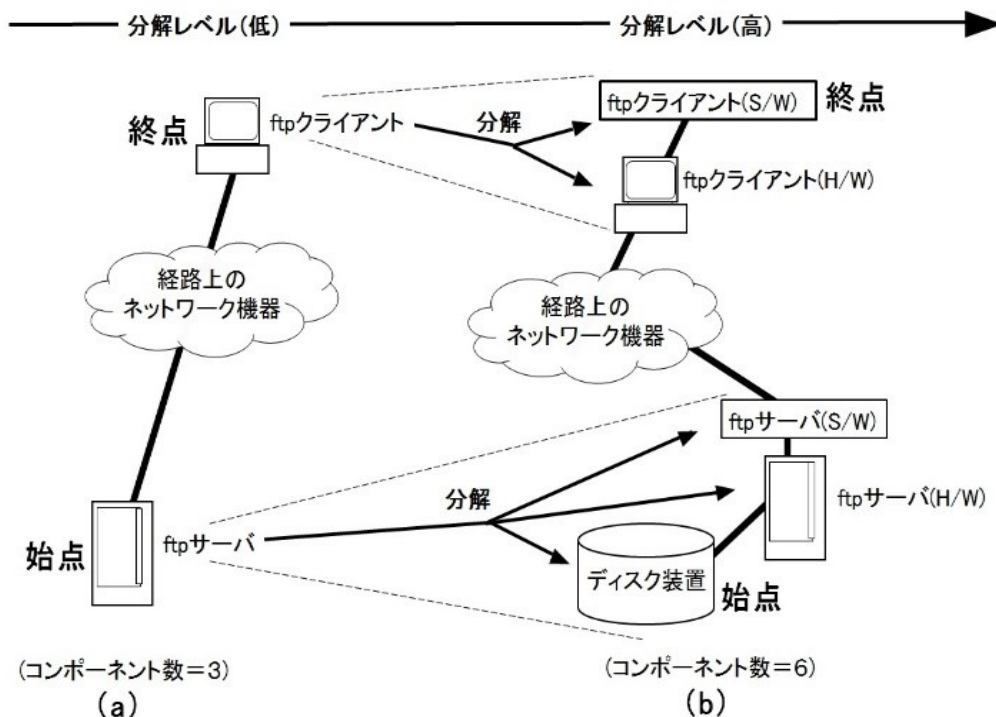 分解レベル(低)
分解レベル(高)
終点
ftpクライアント
分解
ftpクライアント(S/W)
終点
ftpクライアント(H/W)
経路上の
ネットワーク機器
経路上の
ネットワーク機器
ftpサーバ(S/W)
分解
ftpサーバ(H/W)
始点
ftpサーバ
ディスク装置
始点
(コンポーネント数=3)
(コンポーネント数=6)
(a)
(b)